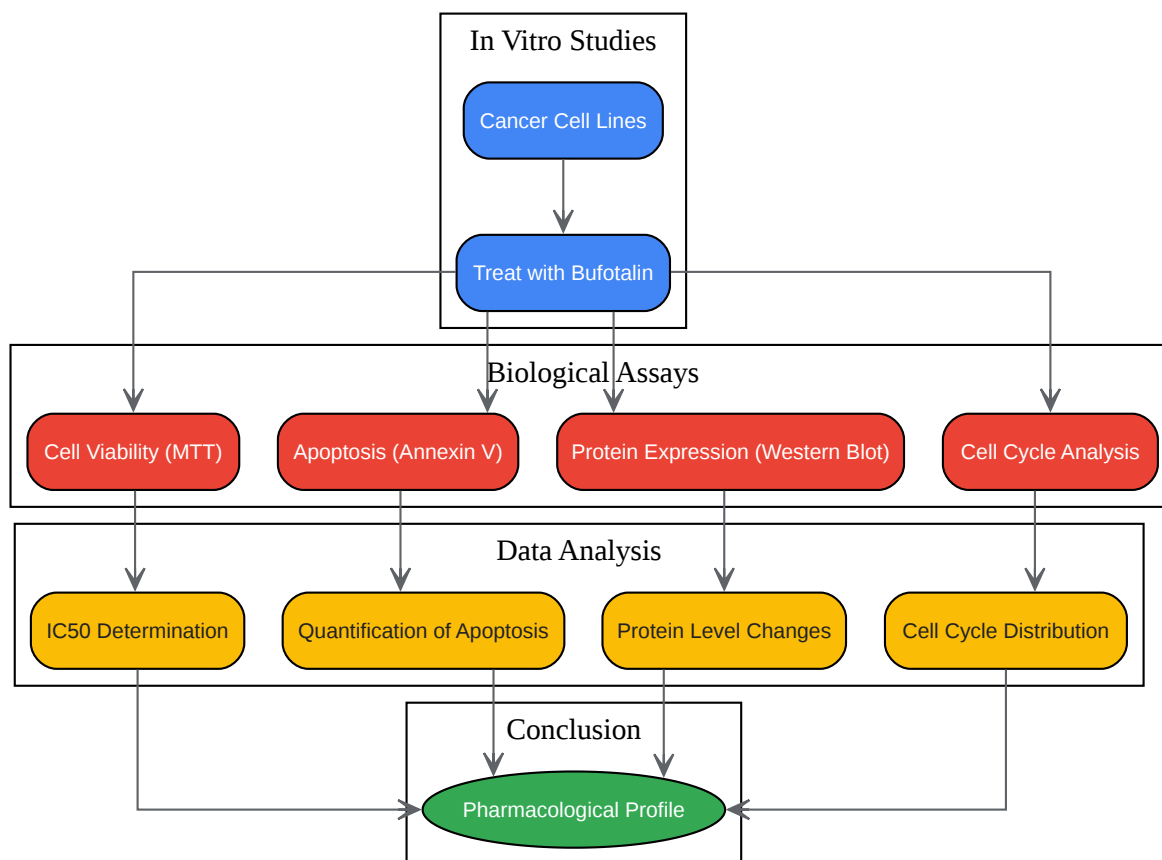 In Vitro Studies
Cancer Cell Lines
Treat with Bufotalin
Biological Assays
Cell Viability (MTT)
Apoptosis (Annexin V)
Protein Expression (Western Blot)
Cell Cycle Analysis
Data Analysis
IC50 Determination
Quantification of Apoptosis
Protein Level Changes
Cell Cycle Distribution
Conclusion
Pharmacological Profile